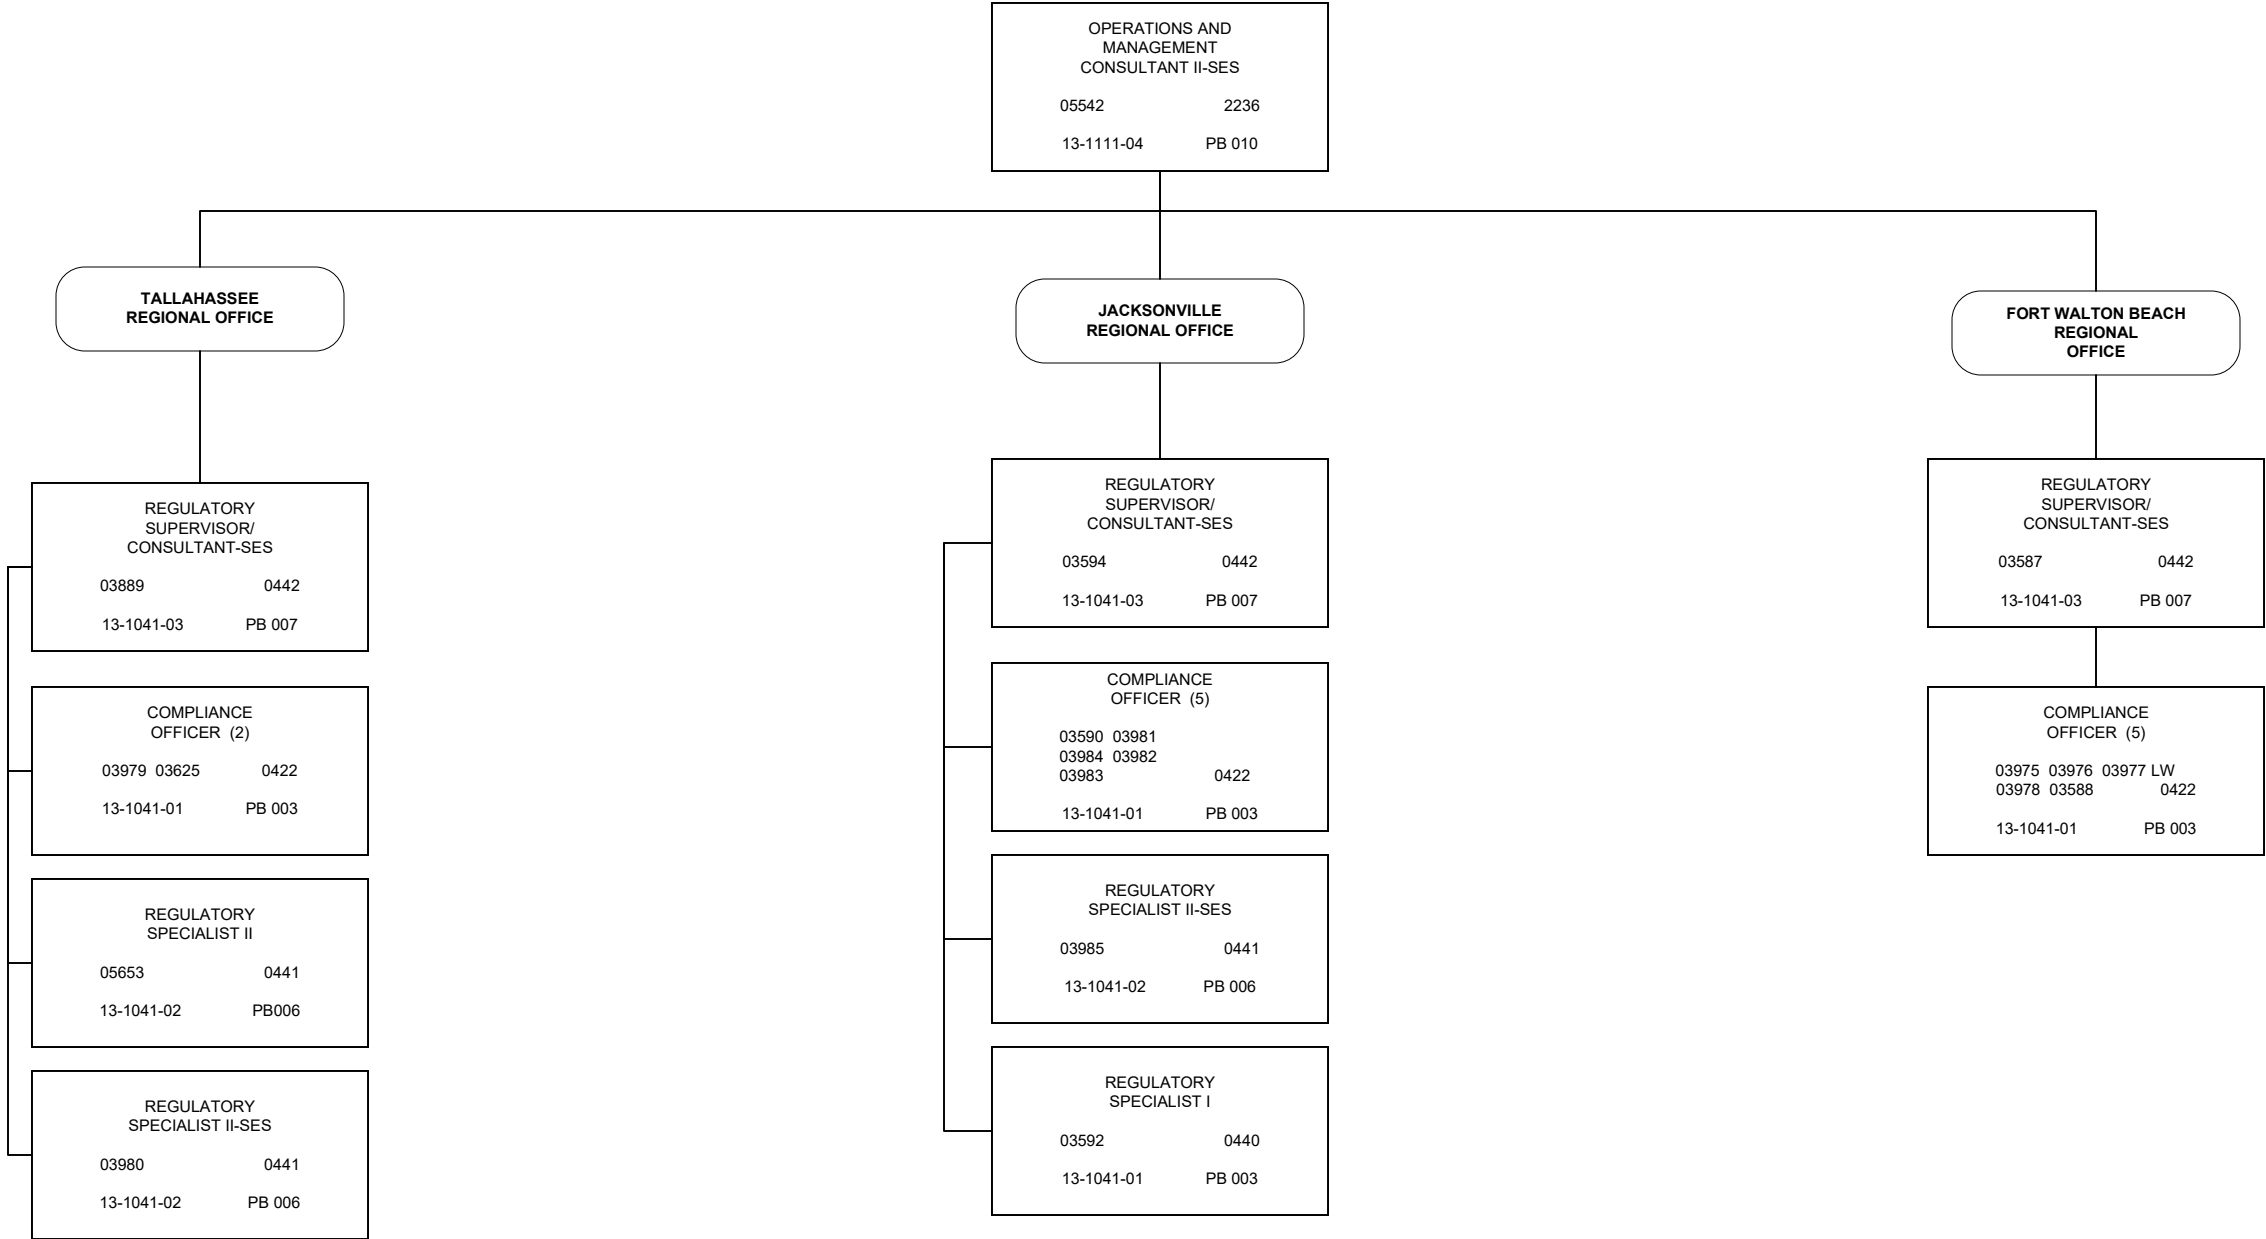 OPERATIONS AND
MANAGEMENT
CONSULTANT II-SES
05542 2236
13-1111-04 PB 010
TALLAHASSEE
REGIONAL OFFICE
REGULATORY
SUPERVISOR/
CONSULTANT-SES
03889 0442
13-1041-03 PB 007
COMPLIANCE
OFFICER (2)
03979 03625 0422
13-1041-01 PB 003
REGULATORY
SPECIALIST II
05653 0441
13-1041-02 PB006
REGULATORY
SPECIALIST II-SES
03980 0441
13-1041-02 PB 006
JACKSONVILLE
REGIONAL OFFICE
REGULATORY
SUPERVISOR/
CONSULTANT-SES
03594 0442
13-1041-03 PB 007
COMPLIANCE
OFFICER (5)
03590 03981
03984 03982
03983 0422
13-1041-01 PB 003
REGULATORY
SPECIALIST II-SES
03985 0441
13-1041-02 PB 006
REGULATORY
SPECIALIST I
03592 0440
13-1041-01 PB 003
FORT WALTON BEACH
REGIONAL
OFFICE
REGULATORY
SUPERVISOR/
CONSULTANT-SES
03587 0442
13-1041-03 PB 007
COMPLIANCE
OFFICER (5)
03975 03976 03977 LW
03978 03588 0422
13-1041-01 PB 003